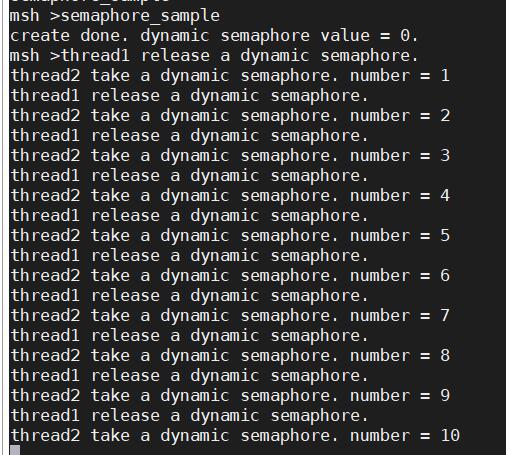 msh >semaphore_sample
create done. dynamic semaphore value = 0.
msh >thread1 release a dynamic semaphore.
thread2 take a dynamic semaphore. number = 1
thread1 release a dynamic semaphore.
thread2 take a dynamic semaphore. number = 2
thread1 release a dynamic semaphore.
thread2 take a dynamic semaphore. number = 3
thread1 release a dynamic semaphore.
thread2 take a dynamic semaphore. number = 4
thread1 release a dynamic semaphore.
thread2 take a dynamic semaphore. number = 5
thread1 release a dynamic semaphore.
thread2 take a dynamic semaphore. number = 6
thread1 release a dynamic semaphore.
thread2 take a dynamic semaphore. number = 7
thread1 release a dynamic semaphore.
thread2 take a dynamic semaphore. number = 8
thread1 release a dynamic semaphore.
thread2 take a dynamic semaphore. number = 9
thread1 release a dynamic semaphore.
thread2 take a dynamic semaphore. number = 10